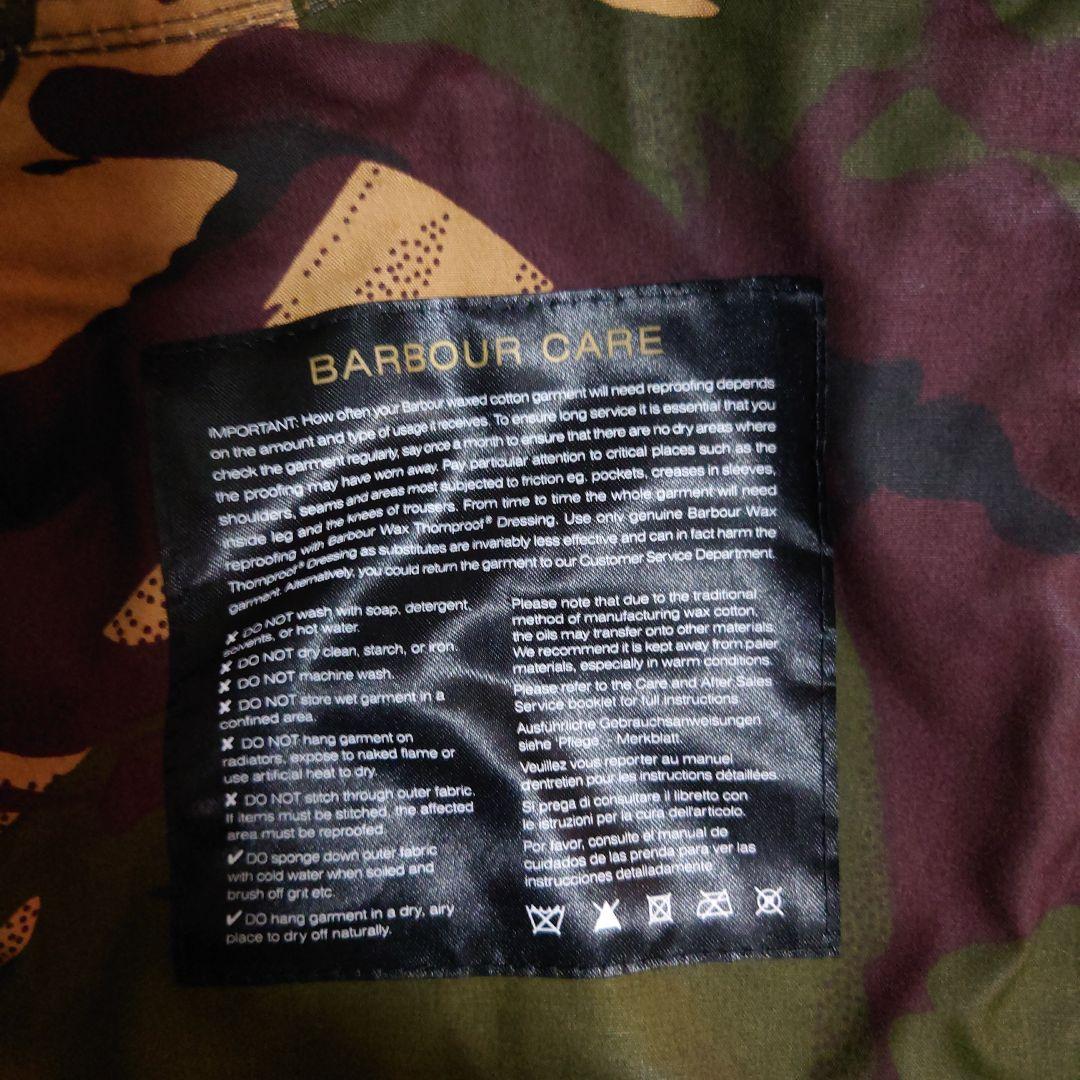 BARBOUR CARE
IMPORTANT: How often your Barbour waxed cotton garment will need reproofing depends
on the amount and type of usage it receives. To ensure long service it is essential that you
check the garment regularly, say once a month to ensure that there are no dry areas where
the proofing may have worn away. Pay particular attention to critical places such as the
shoulders, seams and areas most subjected to friction eg. pockets, creases in sleeves,
inside leg and the knees of trousers. From time to time the whole garment will need
reproofing with Barbour Wax Thornproof® Dressing. Use only genuine Barbour Wax
Thornproof® Dressing as substitutes are invariably less effective and can in fact harm the
garment. Alternatively, you could return the garment to our Customer Service Department.
✘ DO NOT wash with soap, detergent,
solvents, or hot water.
✘ DO NOT dry clean, starch, or iron.
✘ DO NOT machine wash.
✘ DO NOT store wet garment in a
confined area.
✘ DO NOT hang garment on
radiators, expose to naked flame or
use artificial heat to dry.
✘ DO NOT stitch through outer fabric.
If items must be stitched, the affected
area must be reproofed.
✔ DO sponge down outer fabric
with cold water when soiled and
brush off grit etc.
✔ DO hang garment in a dry, airy
place to dry off naturally.
Please note that due to the traditional
method of manufacturing wax cotton,
the oils may transfer onto other materials.
We recommend it is kept away from paler
materials, especially in warm conditions.
Please refer to the Care and After Sales
Service booklet for full instructions.
Ausführliche Gebrauchsanweisungen
siehe 'Pflege' - Merkblatt.
Veuillez vous reporter au manuel
d'entretien pour les instructions détaillées.
Si prega di consultare il libretto con
le istruzioni per la cura dell'articolo.
Por favor, consulte el manual de
cuidados de las prenda para ver las
instrucciones detalladamente